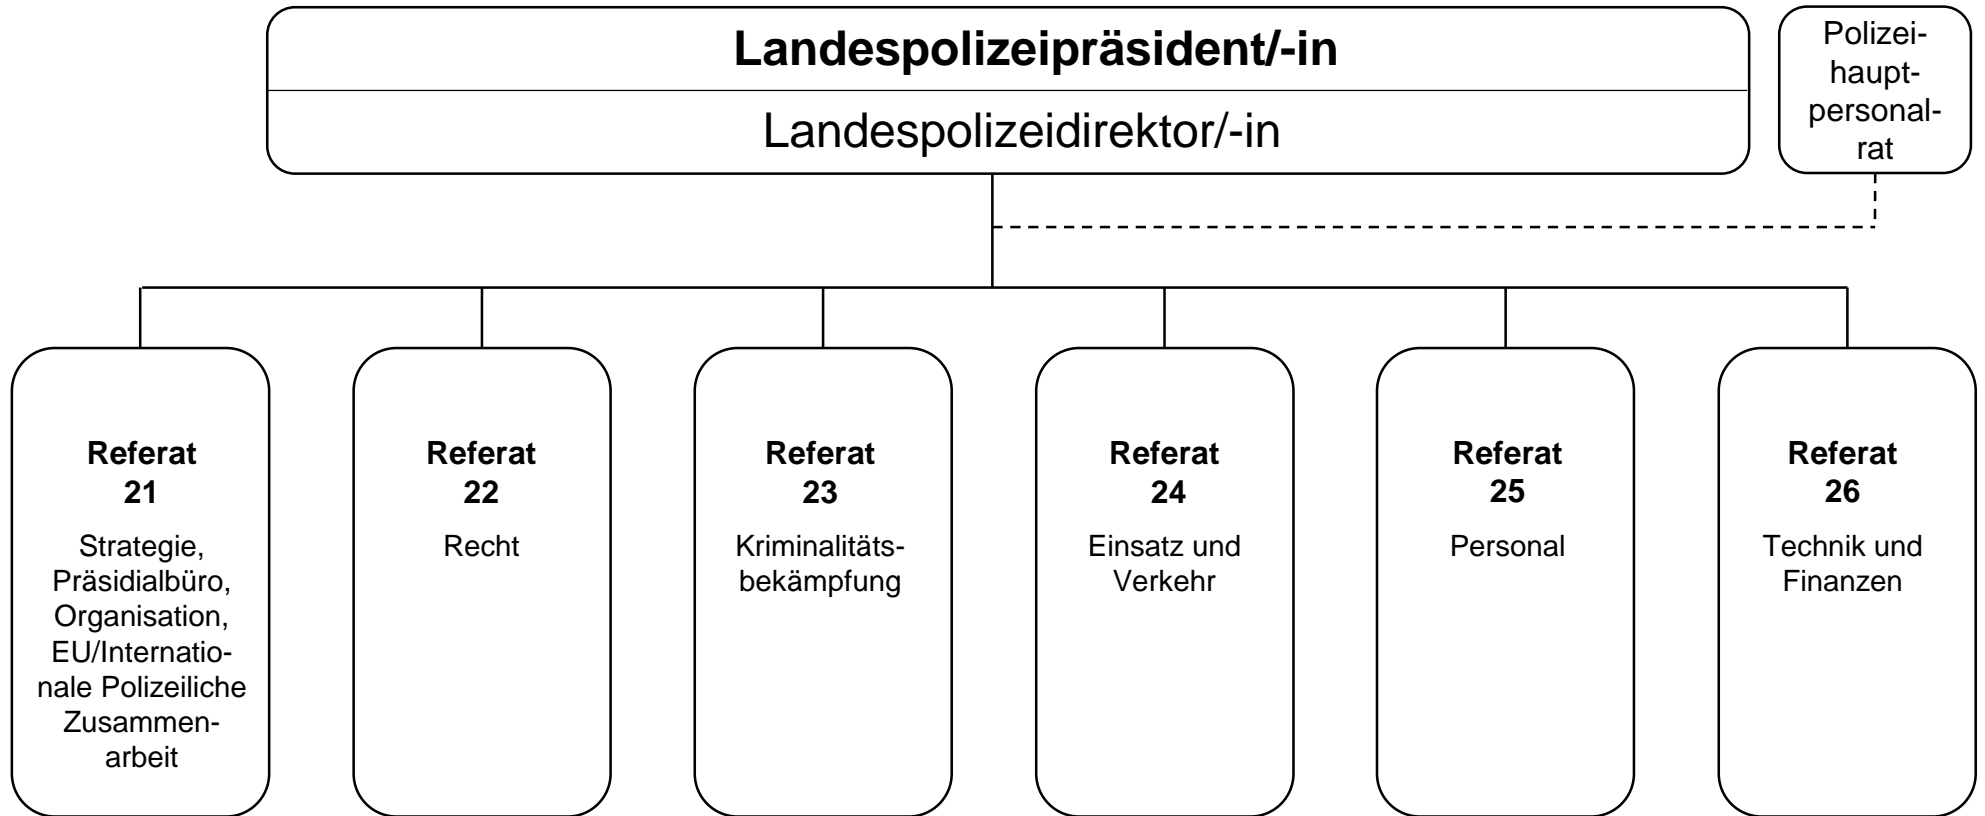 Landespolizeipräsident/-in
Landespolizeidirektor/-in
Polizei-
haupt-
personal-
rat
Referat
21
Strategie,
Präsidialbüro,
Organisation,
EU/Internatio-
nale Polizeiliche
Zusammen-
arbeit
Referat
22
Recht
Referat
23
Kriminalitäts-
bekämpfung
Referat
24
Einsatz und
Verkehr
Referat
25
Personal
Referat
26
Technik und
Finanzen